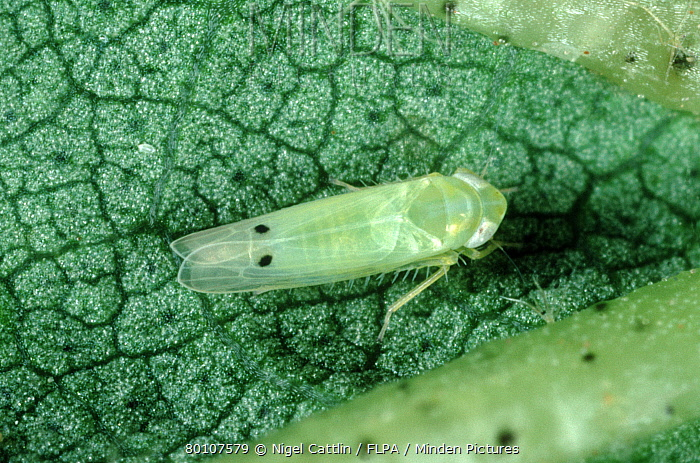 MINDEN
80107579 © Nigel Cattlin / FLPA / Minden Pictures